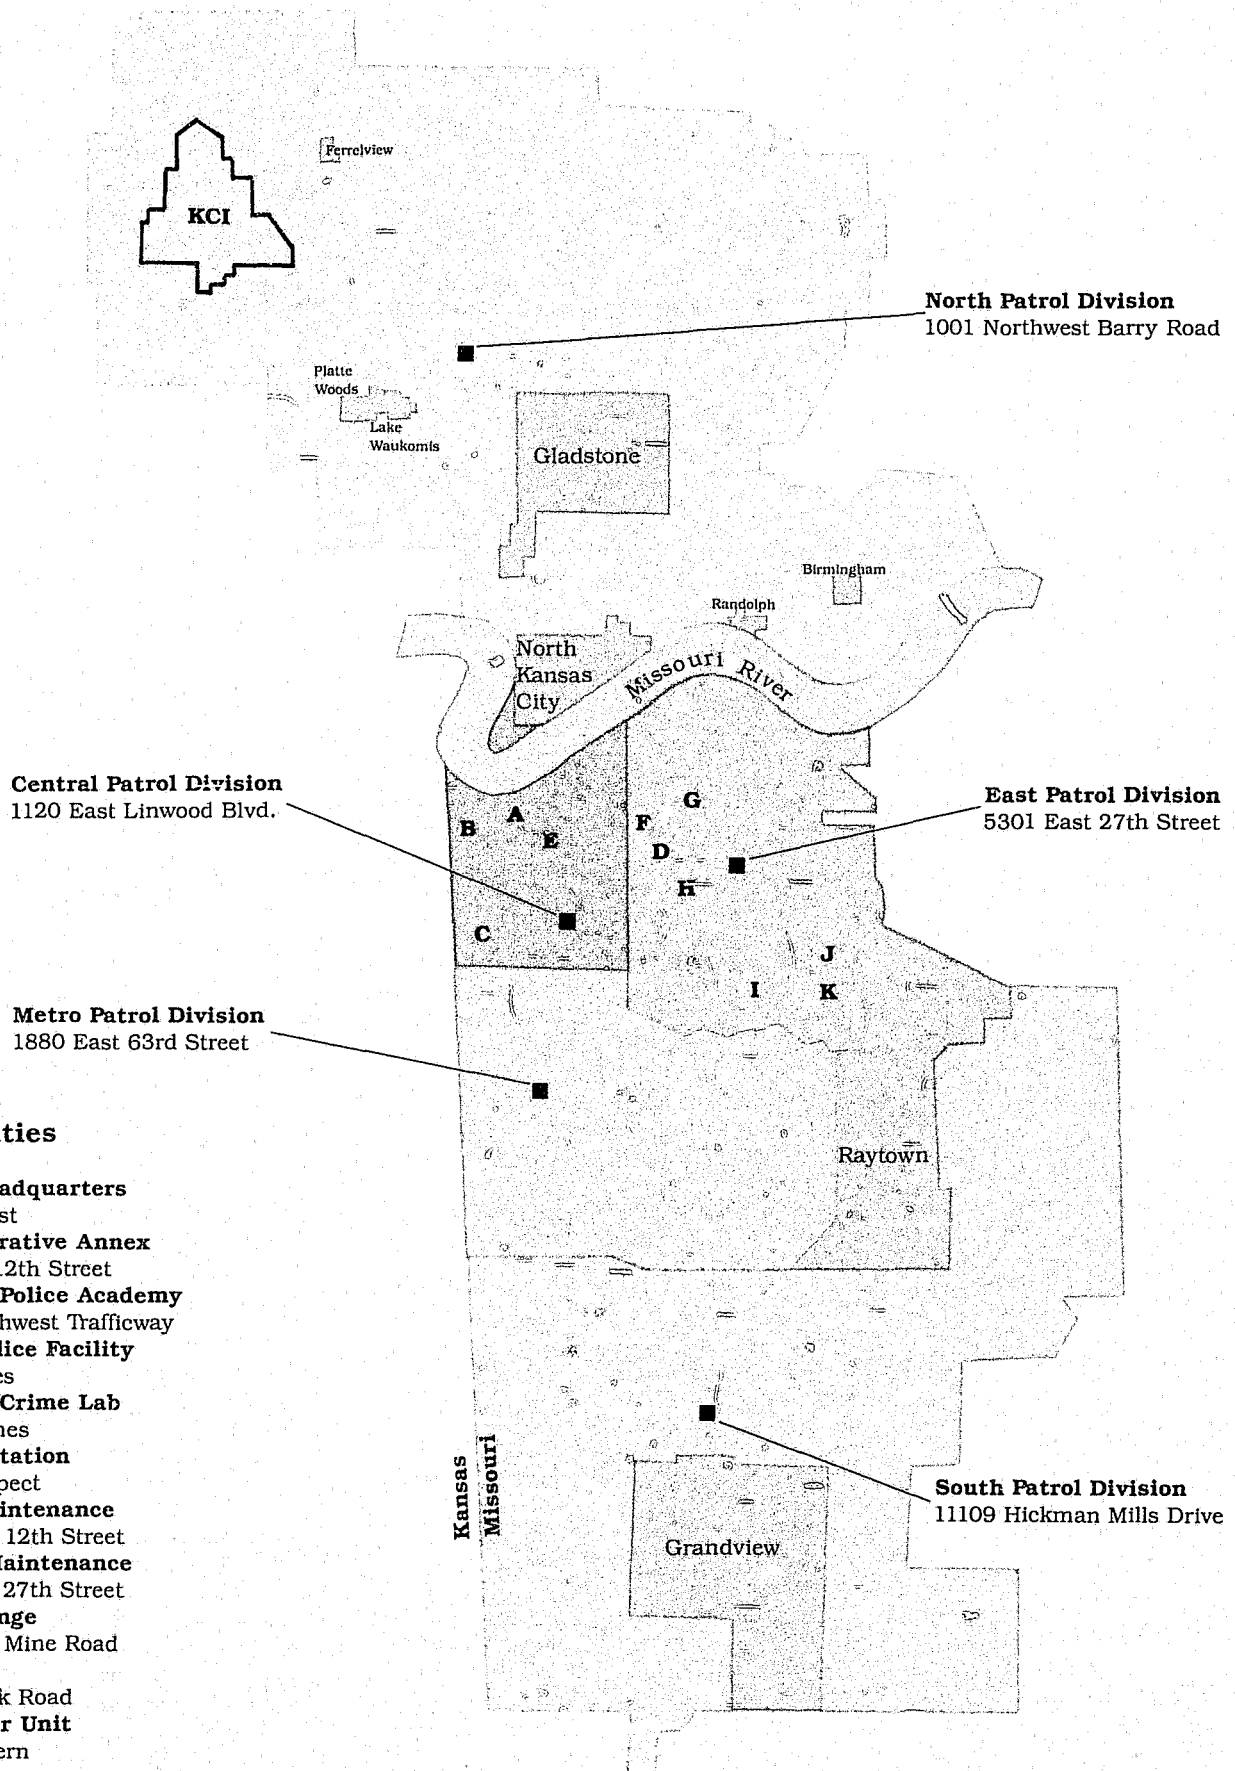 Ferrelview
KCI
North Patrol Division
1001 Northwest Barry Road
Platte
Woods
Lake
Waukomis
Gladstone
Birmingham
Randolph
North
Kansas
City
Missouri River
Central Patrol Division
1120 East Linwood Blvd.
East Patrol Division
5301 East 27th Street
A
B
E
G
F
D
H
C
J
I
K
Metro Patrol Division
1880 East 63rd Street
Raytown
ties
adquarters
st
rative Annex
2th Street
Police Academy
hwest Trafficway
lice Facility
es
Crime Lab
nes
tation
pect
intenance
12th Street
Maintenance
27th Street
nge
Mine Road
k Road
r Unit
ern
Kansas
Missouri
South Patrol Division
11109 Hickman Mills Drive
Grandview